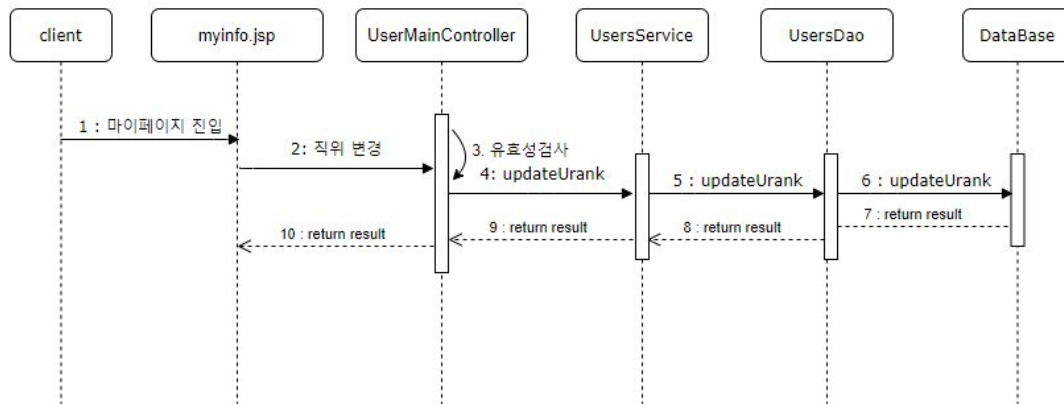 client
myinfo.jsp
UserMainController
UsersService
UsersDao
DataBase
1 : 마이페이지 진입
2: 직위 변경
3. 유효성검사
4: updateUrank
5 : updateUrank
6 : updateUrank
7 : return result
8 : return result
9 : return result
10 : return result